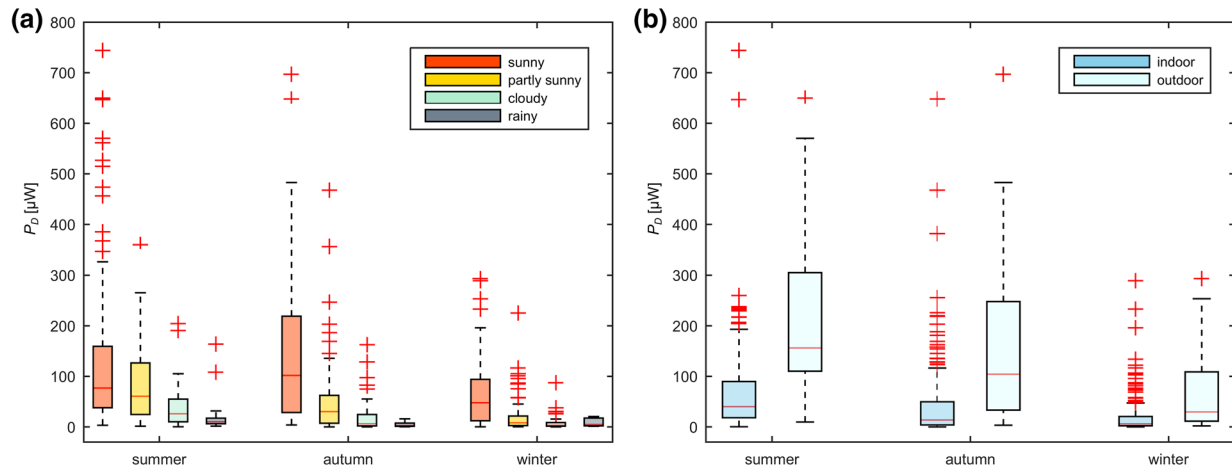 (a)
800
700
600
500
400
300
200
100
0
P_D [µW]
sunny
partly sunny
cloudy
rainy
summer
autumn
winter
(b)
800
700
600
500
400
300
200
100
0
P_D [µW]
indoor
outdoor
summer
autumn
winter